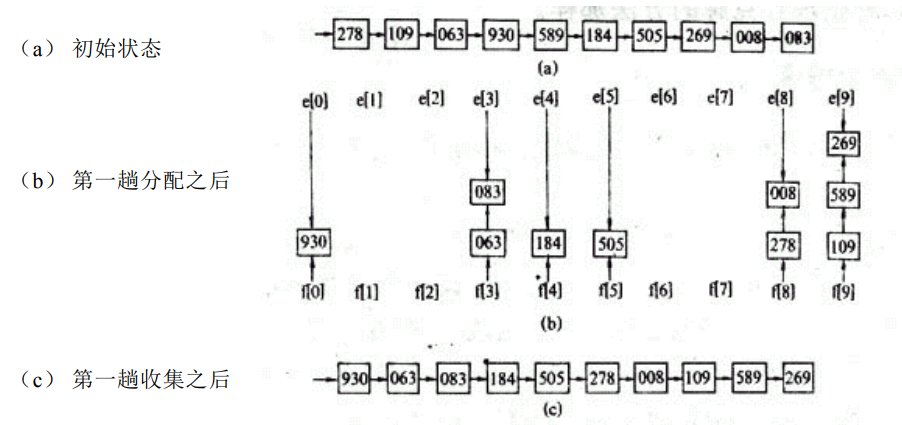 （a） 初始状态
278 109 063 930 589 184 505 269 008 083
(a)
e[0] e[1] e[2] e[3] e[4] e[5] e[6] e[7] e[8] e[9]
269
（b） 第一趟分配之后
083 008 589
930 063 184 505 278 109
f[0] f[1] f[2] f[3] f[4] f[5] f[6] f[7] f[8] f[9]
(b)
（c） 第一趟收集之后
930 063 083 184 505 278 008 109 589 269
(c)